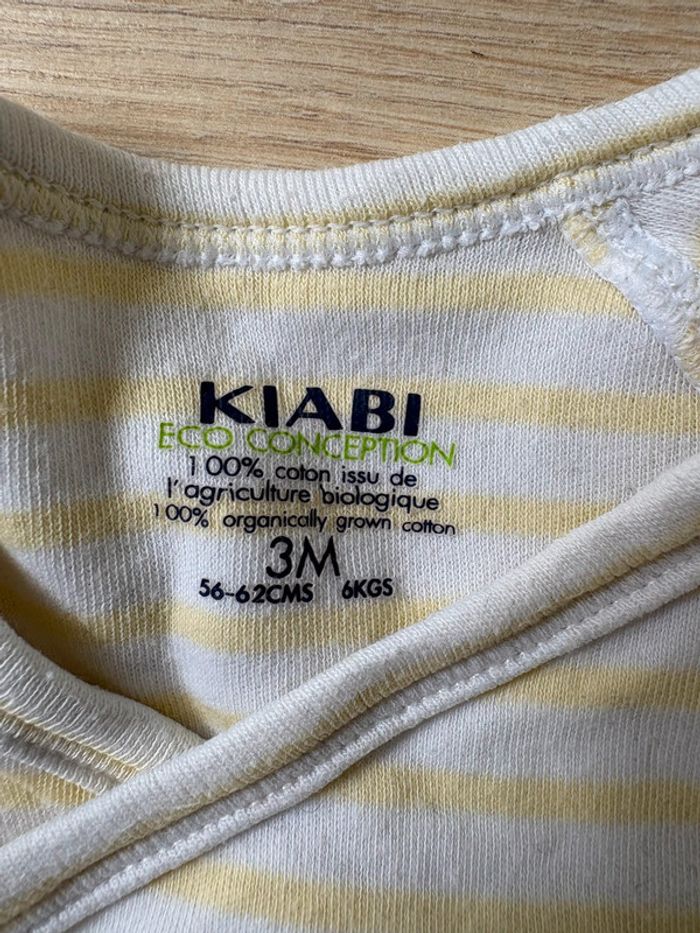 KIABI
ECO CONCEPTION
100% coton issu de
l'agriculture biologique
100% organically grown cotton
3M
56-62CMS 6KGS